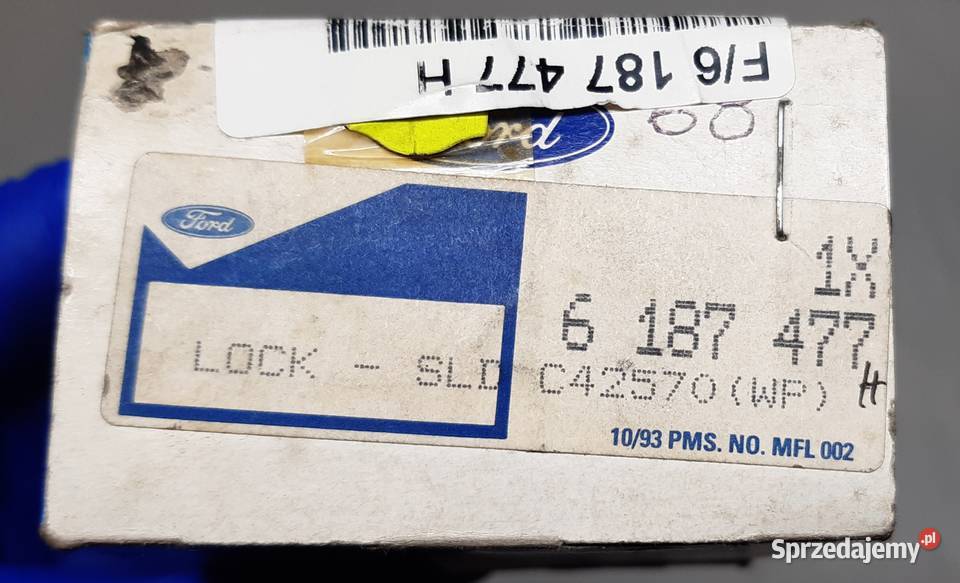 F/6 187 477 H
Ford
60
Ford
1X
6 187 477
H
LOCK - SLD C42570(WP)
10/93 PMS. NO. MFL 002
Sprzedajemy.pl